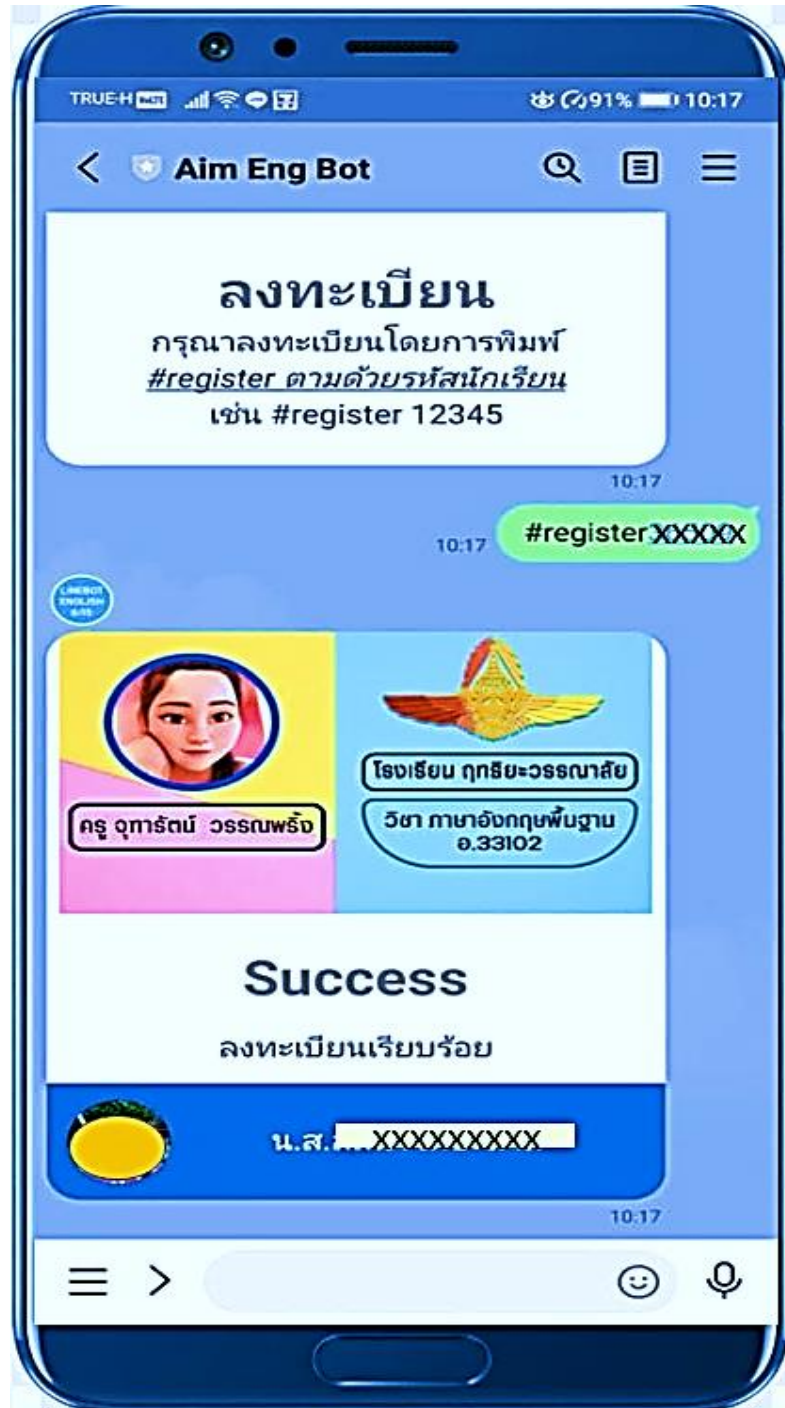 TRUE-H 91% 10:17
Aim Eng Bot
ลงทะเบียน
กรุณาลงทะเบียนโดยการพิมพ์
#register ตามด้วยรหัสนักเรียน
เช่น #register 12345
10:17
10:17 #register XXXXX
LINEBOT
ENGLISH
โรงเรียน ฤทธิยะวรรณาลัย
ครู อุทารัตน์ วรรณพริ้ง
วิชา ภาษาอังกฤษพื้นฐาน
อ.33102
Success
ลงทะเบียนเรียบร้อย
น.ส. XXXXXXXXX
10:17